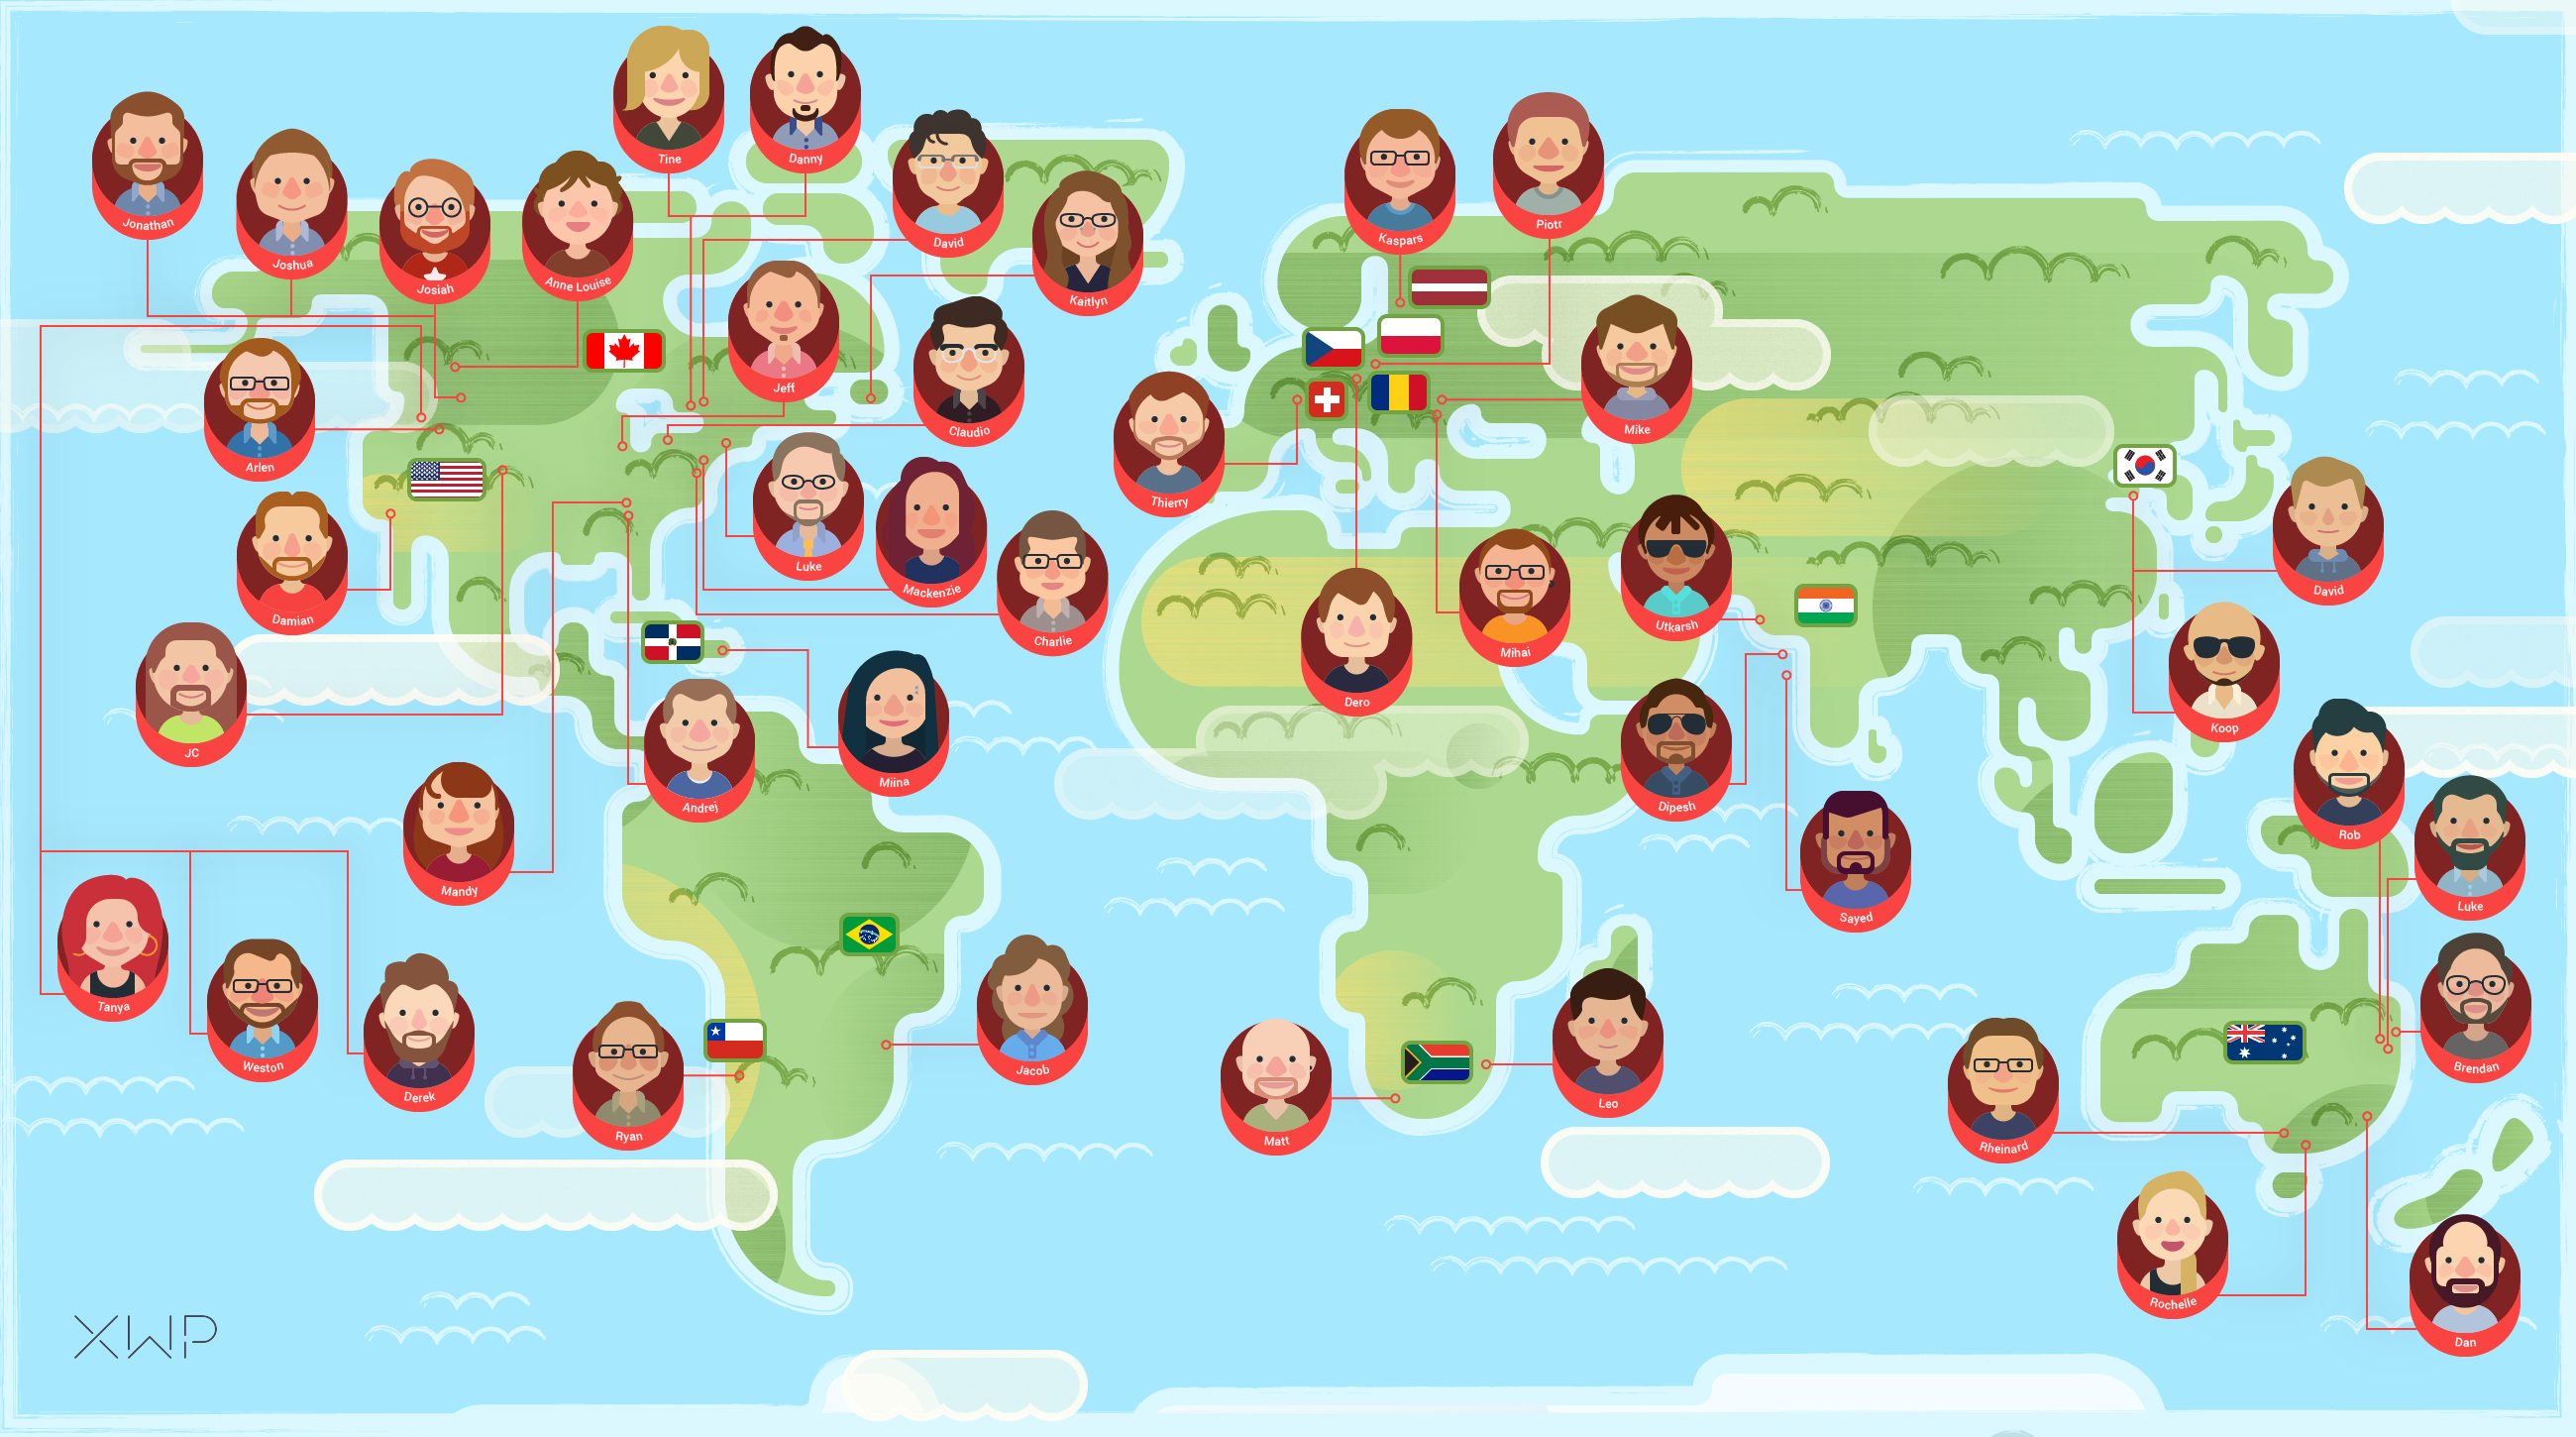 Tine
Danny
Jonathan
Joshua
Josiah
Anne Louise
David
Kaitlyn
Kaspars
Piotr
Jeff
Claudio
Mike
Arlen
Thierry
Luke
Mackenzie
Charlie
Damian
JC
Dero
Mihai
Utkarsh
David
Koop
Miina
Andrej
Dipesh
Mandy
Sayed
Rob
Luke
Tanya
Weston
Derek
Ryan
Jacob
Matt
Leo
Rheinard
Brendan
Rochelle
Dan
XWP